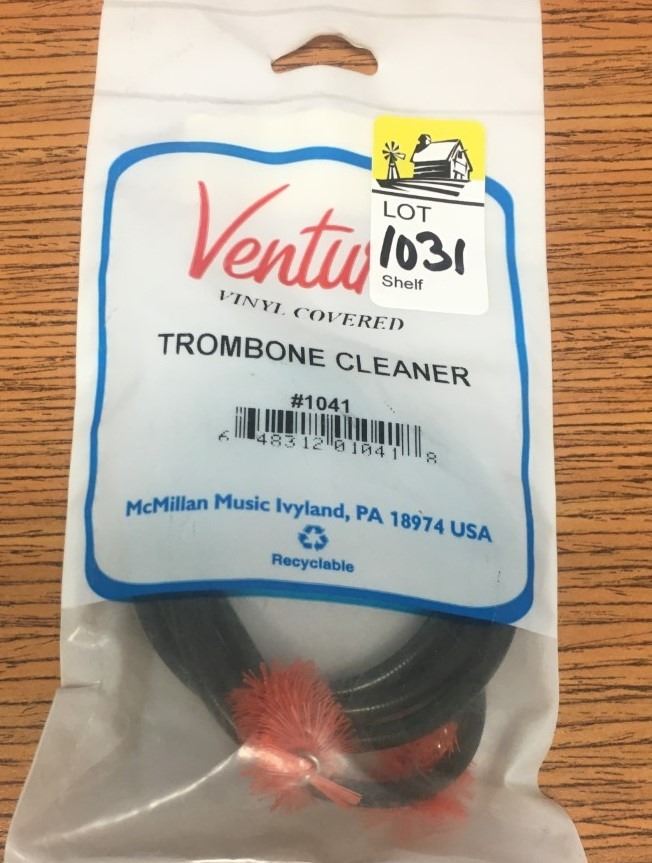 LOT
1031
Shelf
VINYL COVERED
TROMBONE CLEANER
#1041
6 48312 01041 8
McMillan Music Ivyland, PA 18974 USA
Recyclable